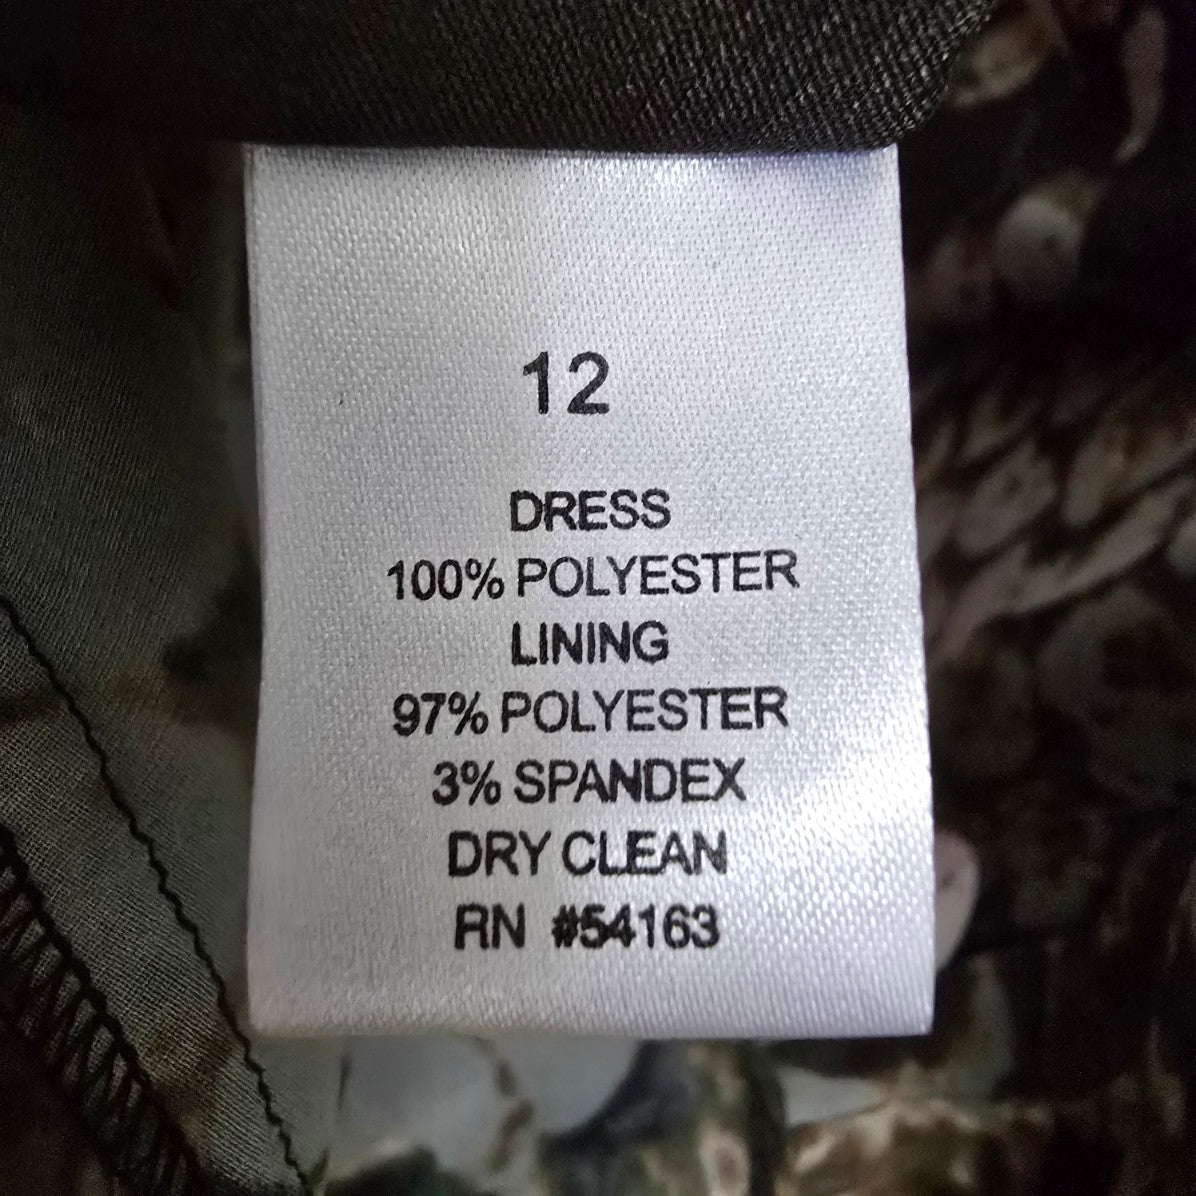 12
DRESS
100% POLYESTER
LINING
97% POLYESTER
3% SPANDEX
DRY CLEAN
RN #54163